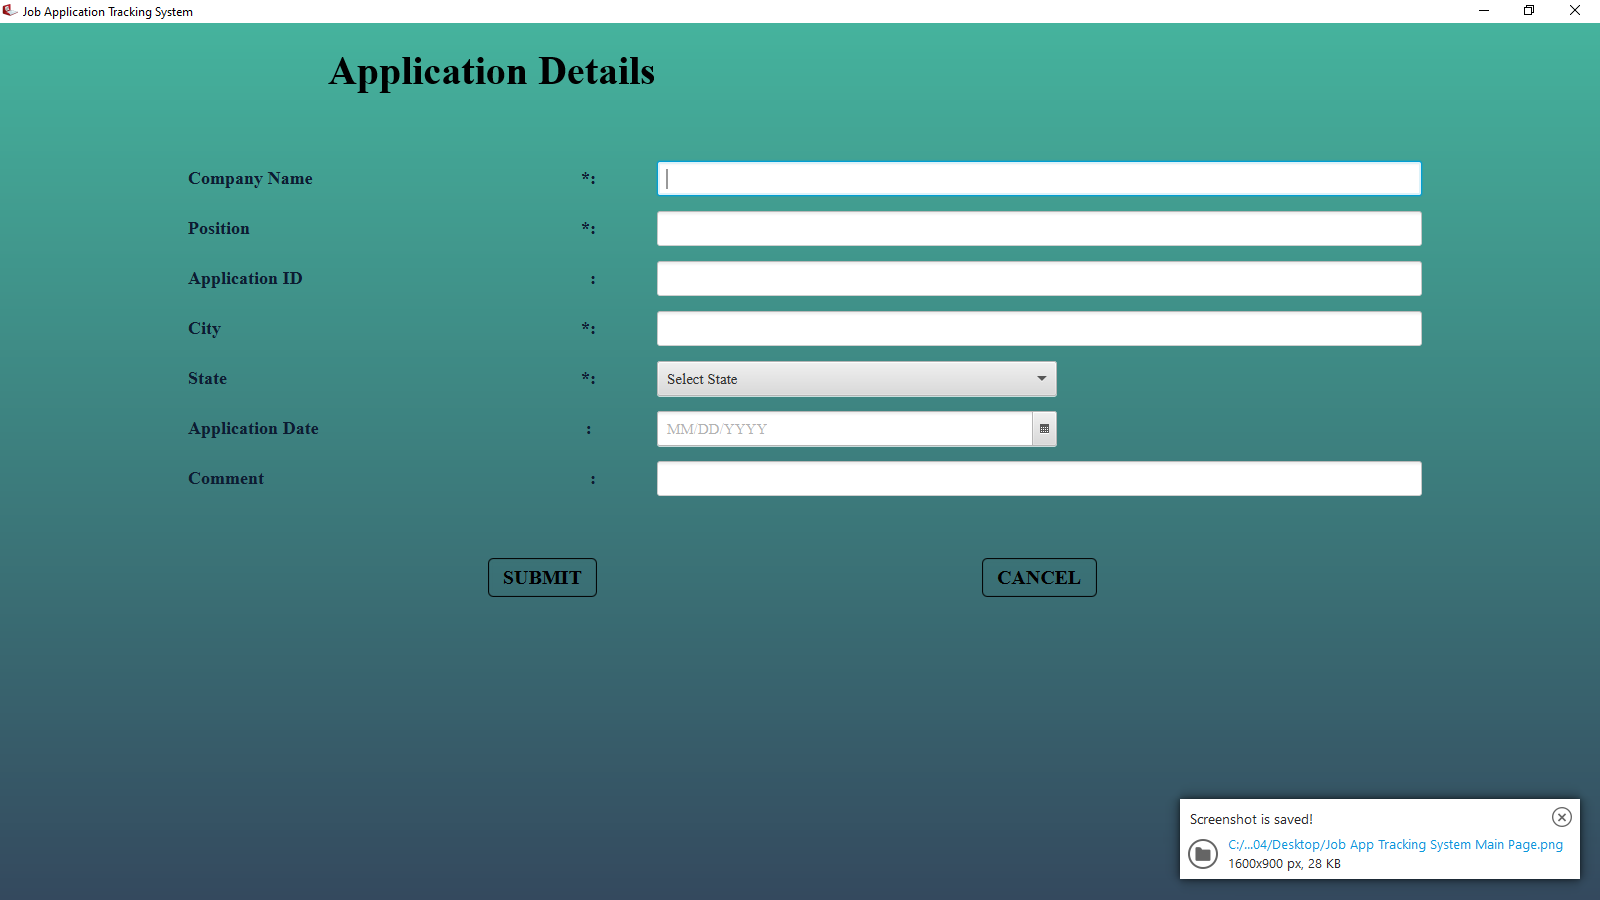 Job Application Tracking System
Application Details
Company Name *:
Position *:
Application ID :
City *:
State *: Select State
Application Date : MM/DD/YYYY
Comment :
SUBMIT CANCEL
Screenshot is saved!
C:/...04/Desktop/Job App Tracking System Main Page.png
1600x900 px, 28 KB